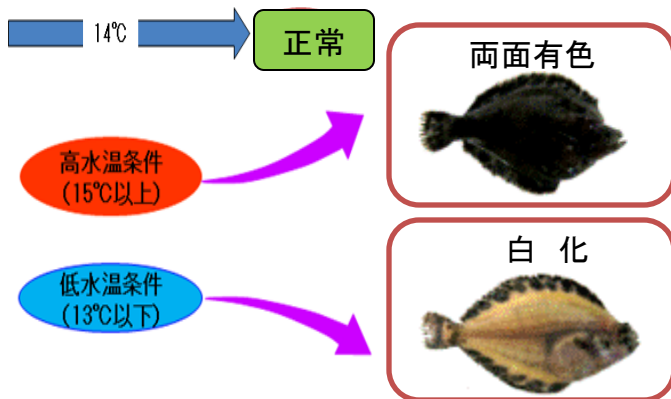 14℃
正常
両面有色
高水温条件
(15℃以上)
白 化
低水温条件
(13℃以下)